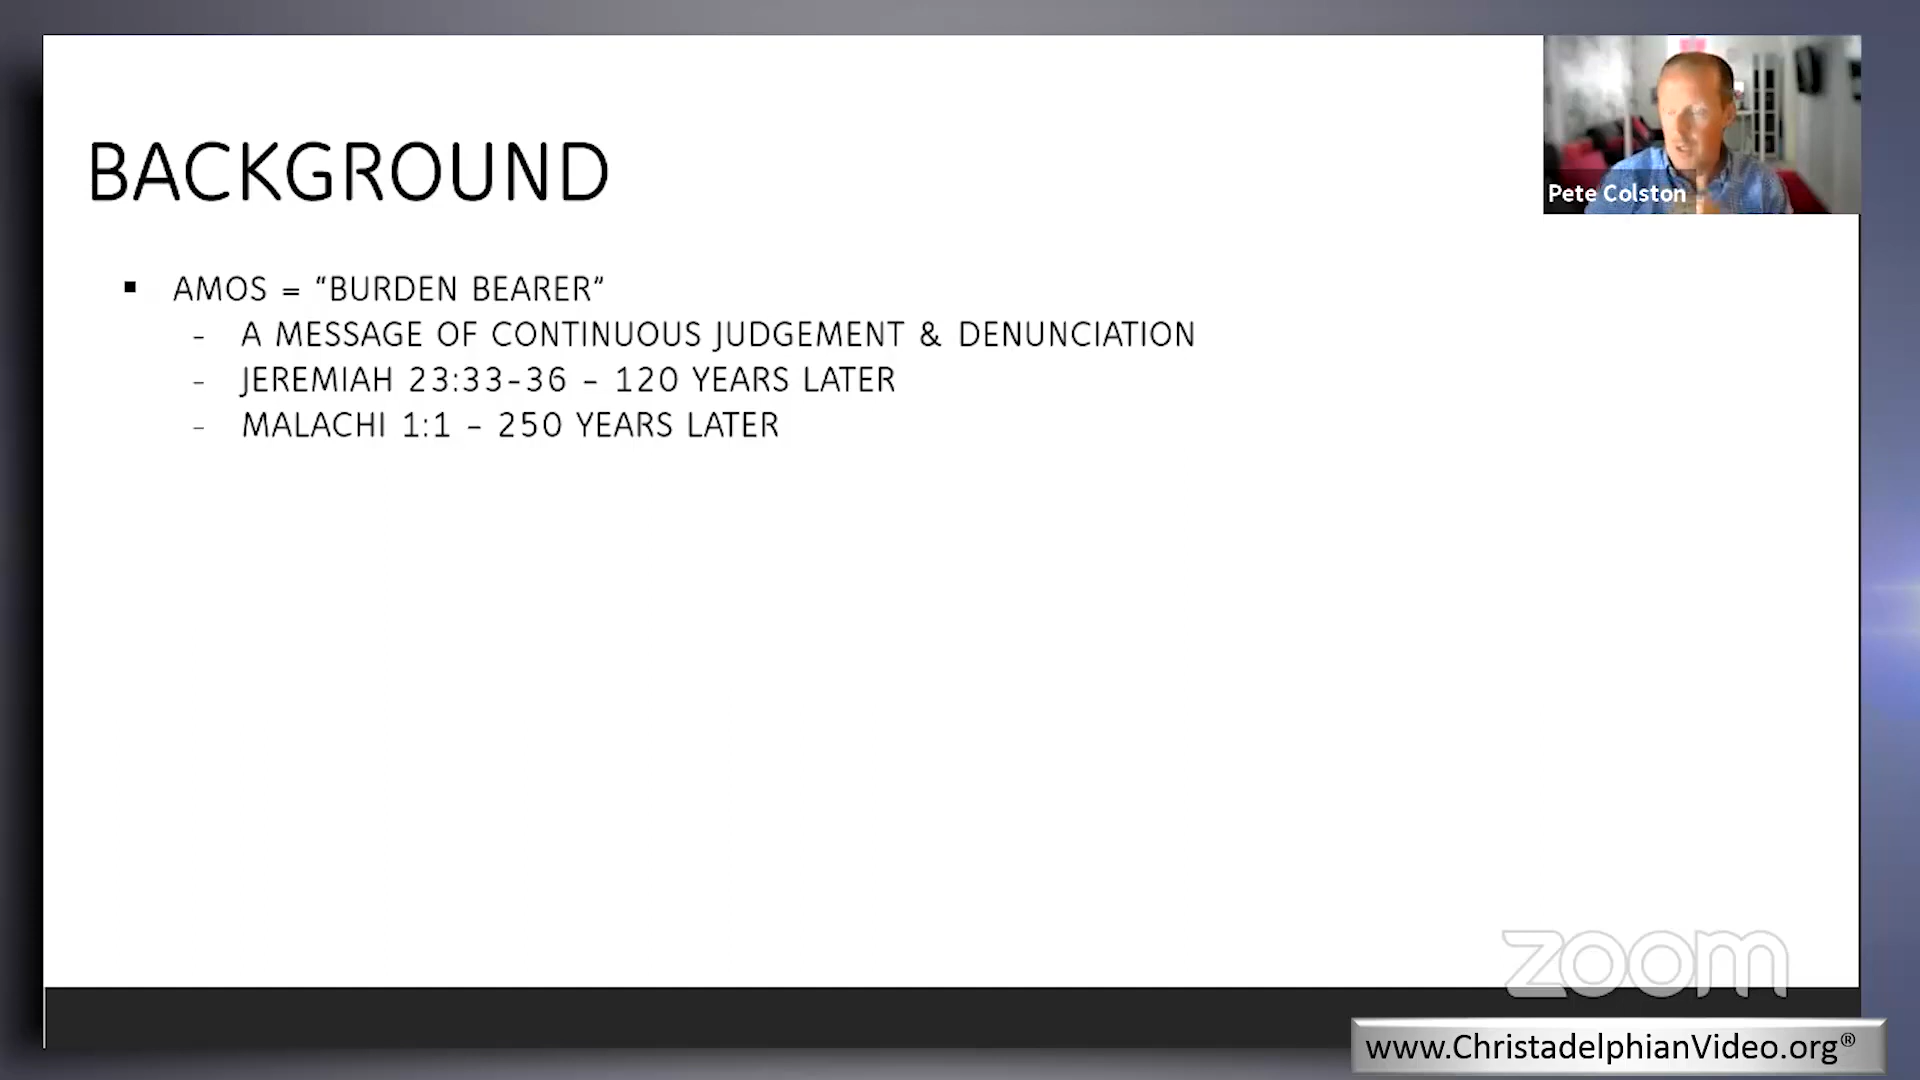 BACKGROUND
Pete Colston
▪ AMOS = “BURDEN BEARER”
- A MESSAGE OF CONTINUOUS JUDGEMENT & DENUNCIATION
- JEREMIAH 23:33-36 – 120 YEARS LATER
- MALACHI 1:1 – 250 YEARS LATER
zoom
www.ChristadelphianVideo.org®